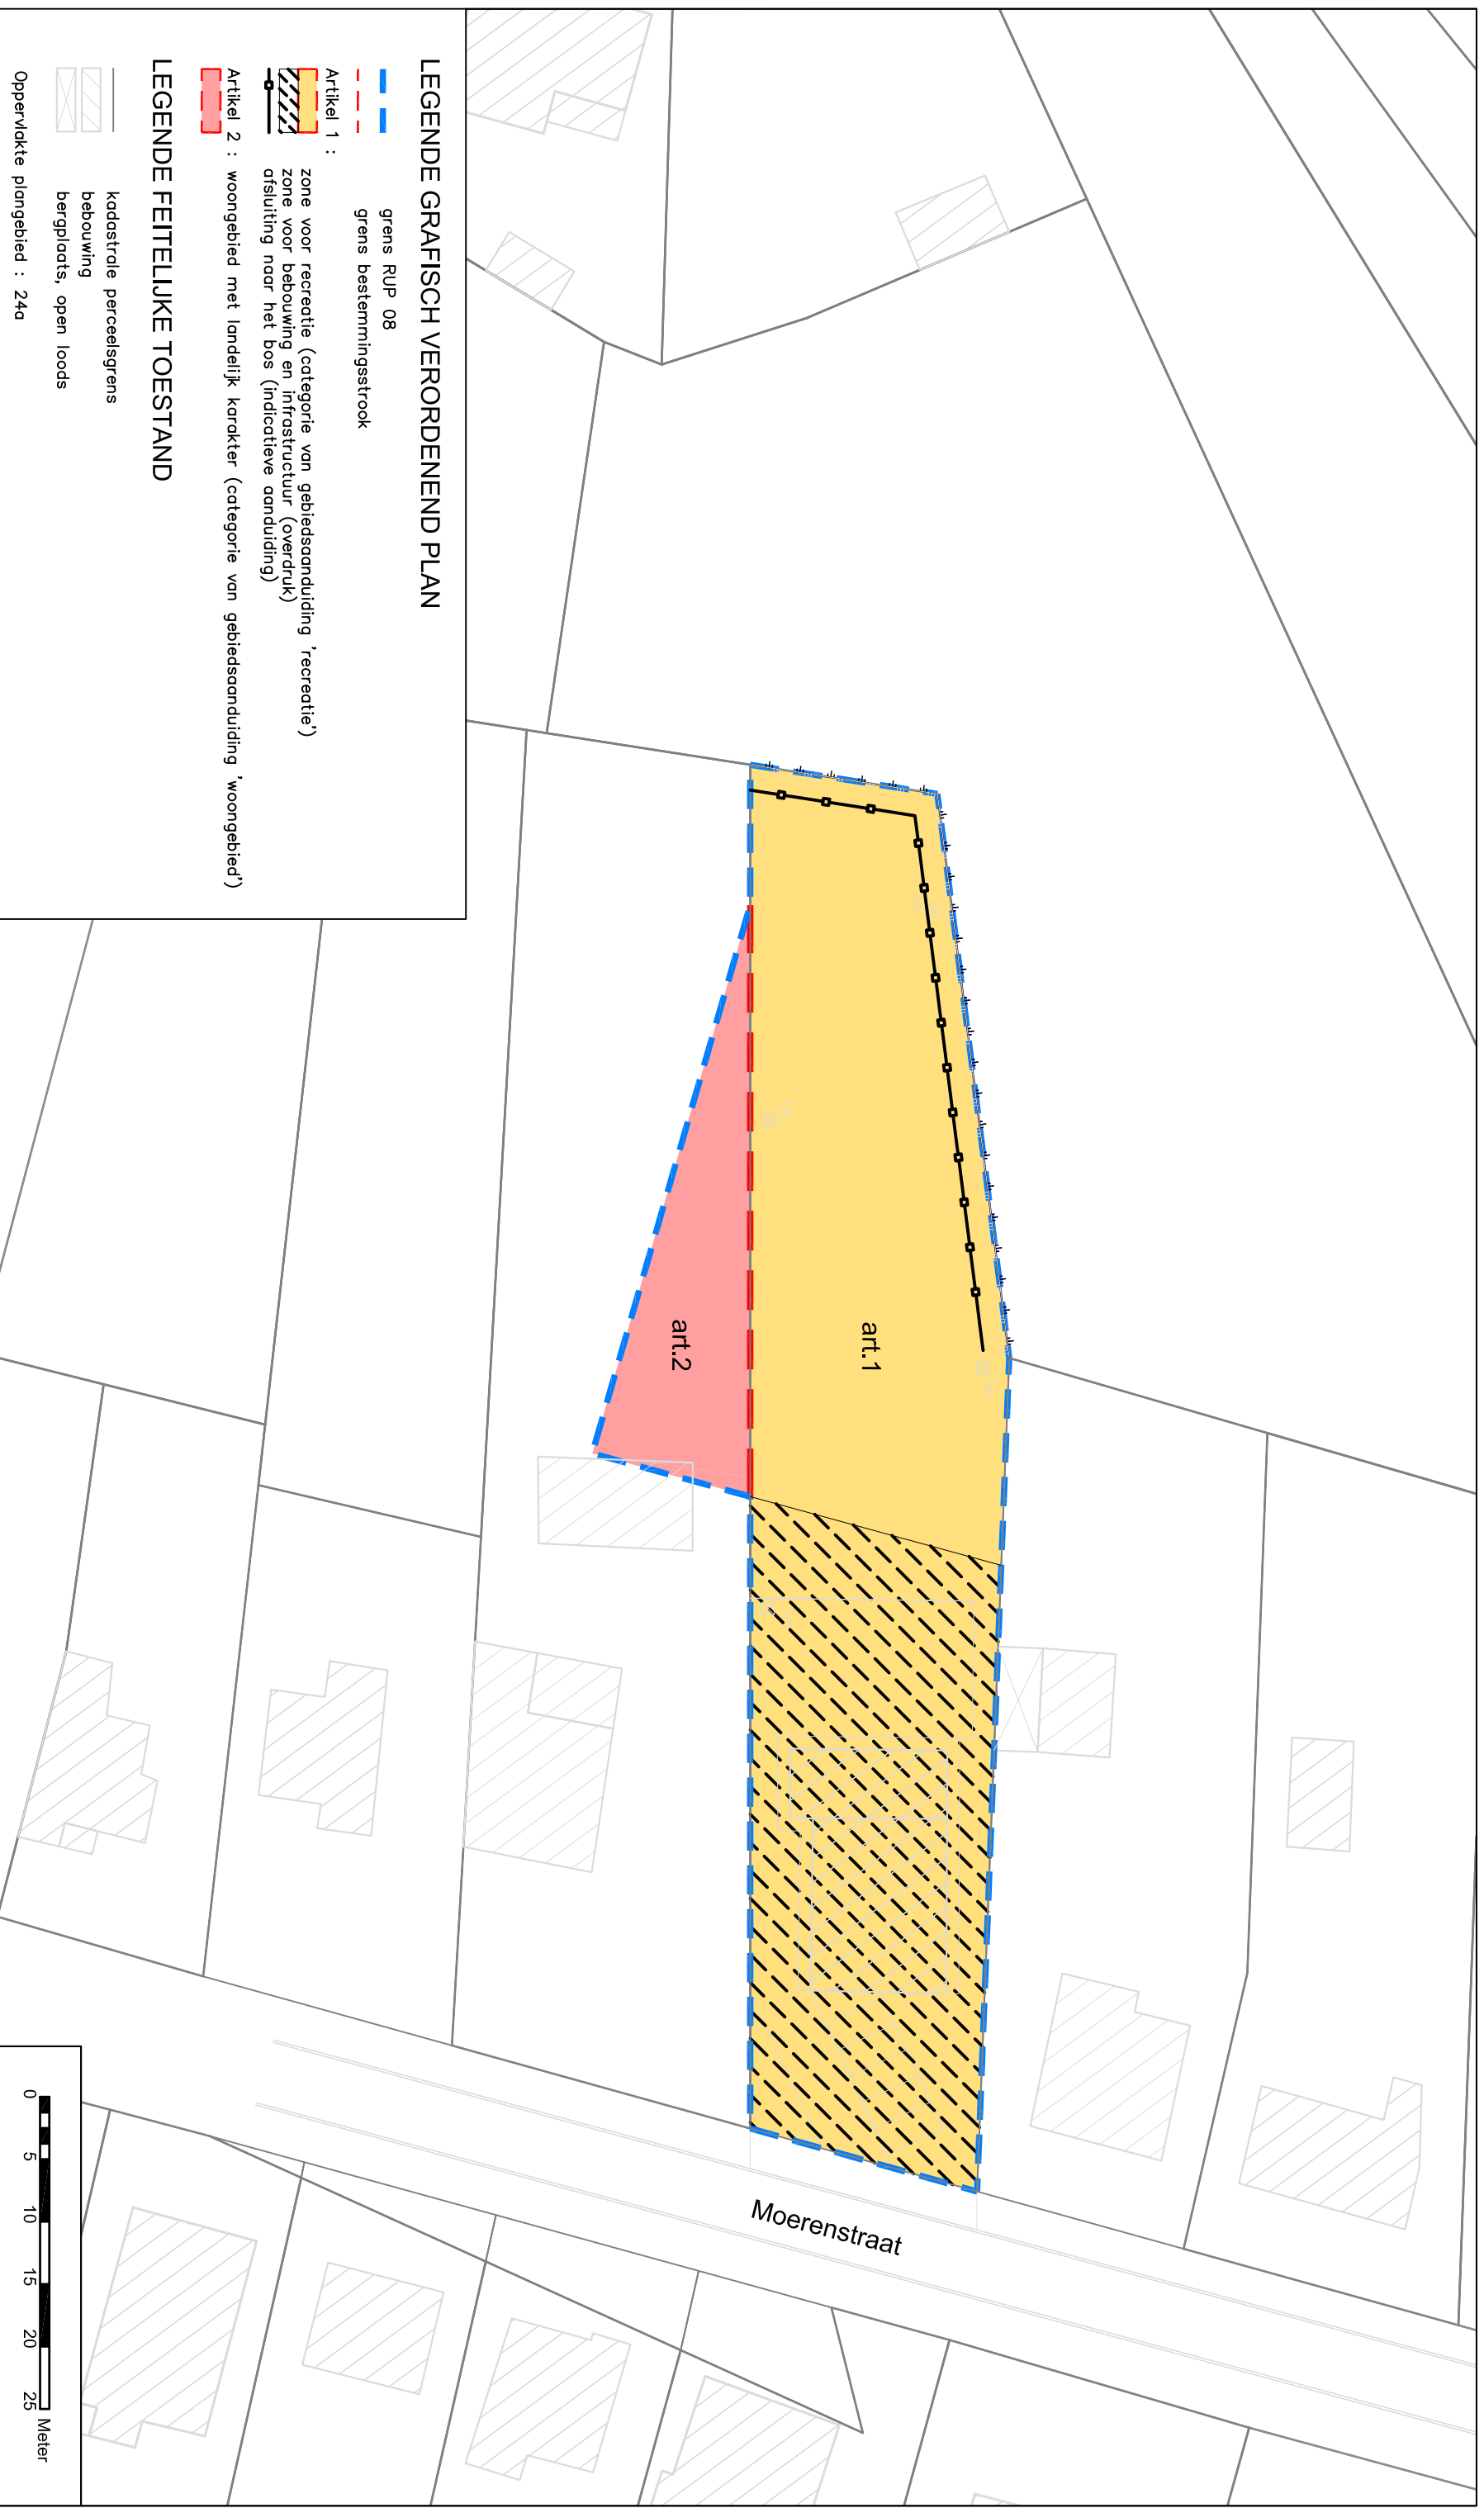 LEGENDE GRAFISCH VERORDENEND PLAN
grens RUP 08
grens bestemmingsstrook
Artikel 1 :
zone voor recreatie (categorie van gebiedsaanduiding 'recreatie')
zone voor bebouwing en infrastructuur (overdruk)
afsluiting naar het bos (indicatieve aanduiding)
Artikel 2 : woongebied met landelijk karakter (categorie van gebiedsaanduiding 'woongebied')
LEGENDE FEITELIJKE TOESTAND
kadastrale perceelsgrens
bebouwing
bergplaats, open loods
Oppervlakte plangebied : 24a
art.1
art.2
Moerenstraat
0 5 10 15 20 25 Meter